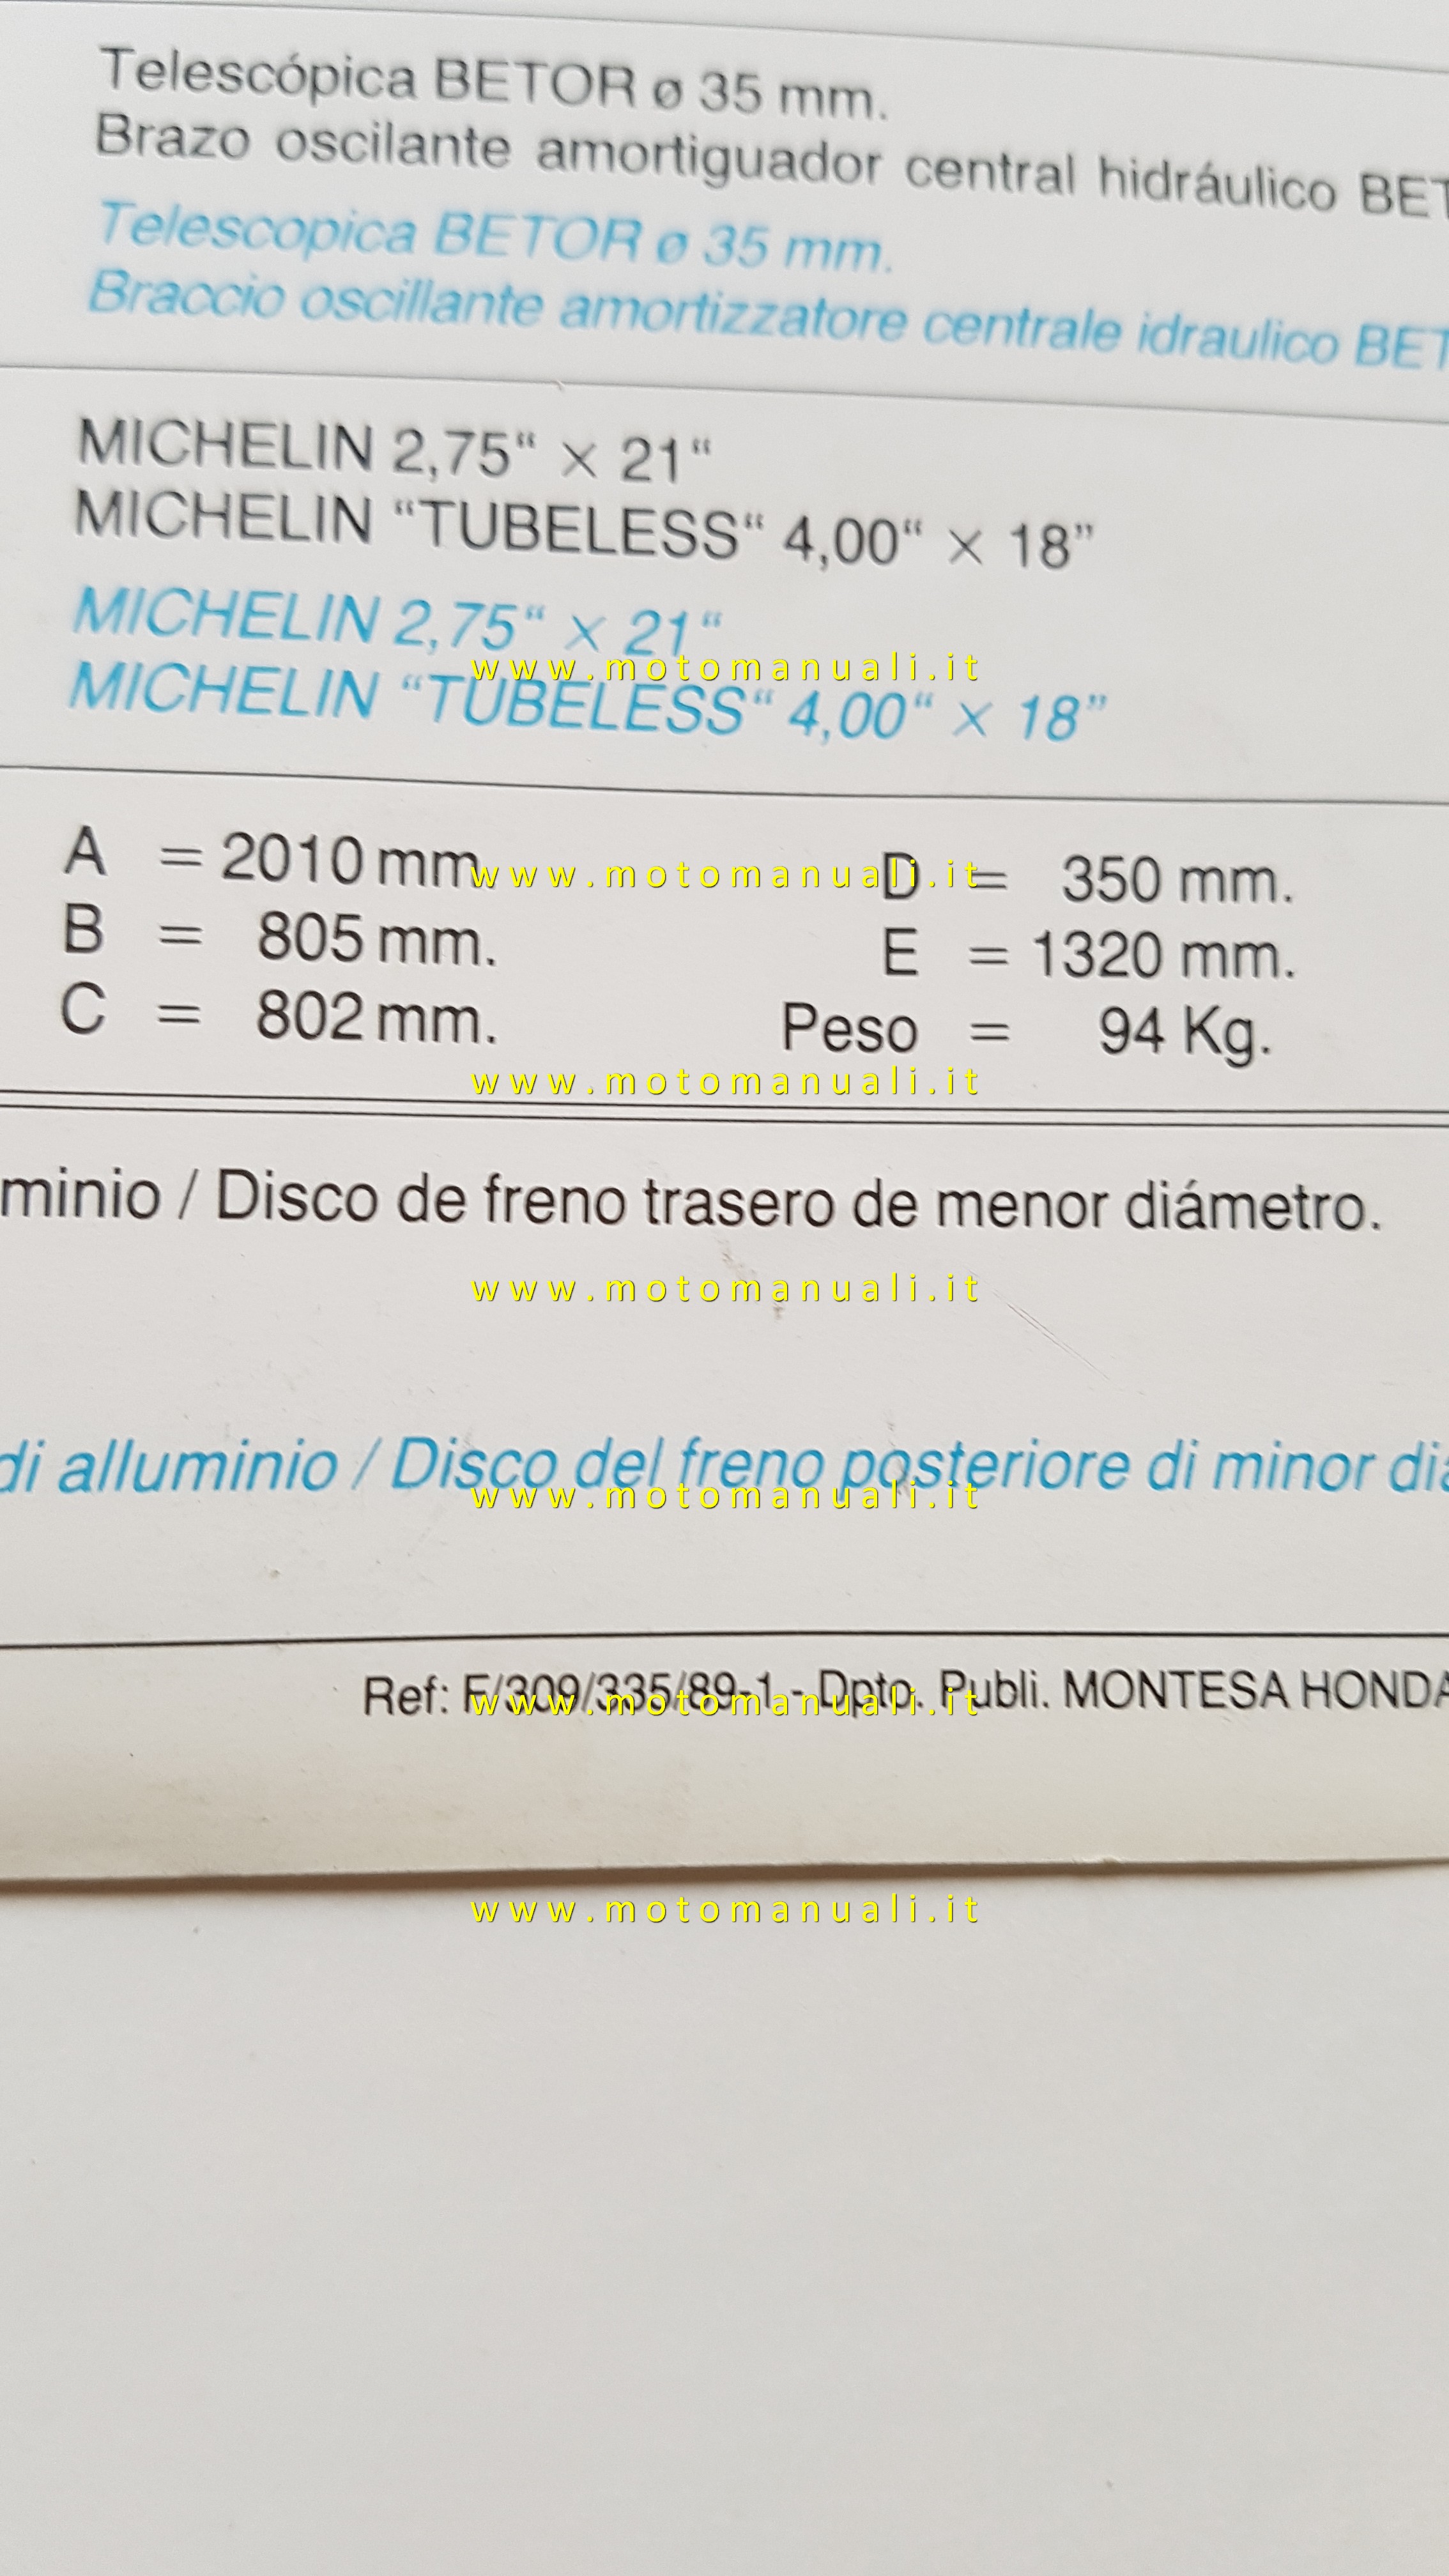 Telescópica BETOR ø 35 mm.
Brazo oscilante amortiguador central hidráulico BET
Telescopica BETOR ø 35 mm.
Braccio oscillante amortizzatore centrale idraulico BET
MICHELIN 2,75“ × 21“
MICHELIN “TUBELESS“ 4,00“ × 18”
MICHELIN 2,75“ × 21“
www.motomanuali.it
MICHELIN “TUBELESS“ 4,00“ × 18”
A = 2010 mm. D = 350 mm.
www.motomanuali.it
B = 805 mm. E = 1320 mm.
C = 802 mm. Peso = 94 Kg.
www.motomanuali.it
minio / Disco de freno trasero de menor diámetro.
www.motomanuali.it
di alluminio / Disco del freno posteriore di minor diá
www.motomanuali.it
Ref: F/309/335/89-1 - Dpto. Publi. MONTESA HONDA
www.motomanuali.it
www.motomanuali.it